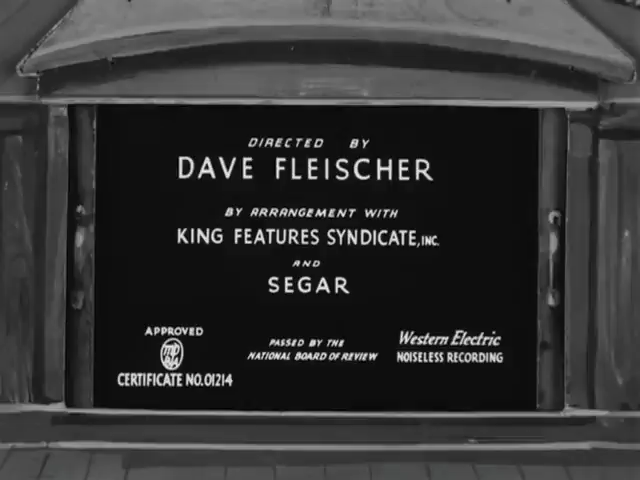 DIRECTED BY
DAVE FLEISCHER
BY ARRANGEMENT WITH
KING FEATURES SYNDICATE, INC.
AND
SEGAR
APPROVED
CERTIFICATE NO. 01214
PASSED BY THE
NATIONAL BOARD OF REVIEW
Western Electric
NOISELESS RECORDING